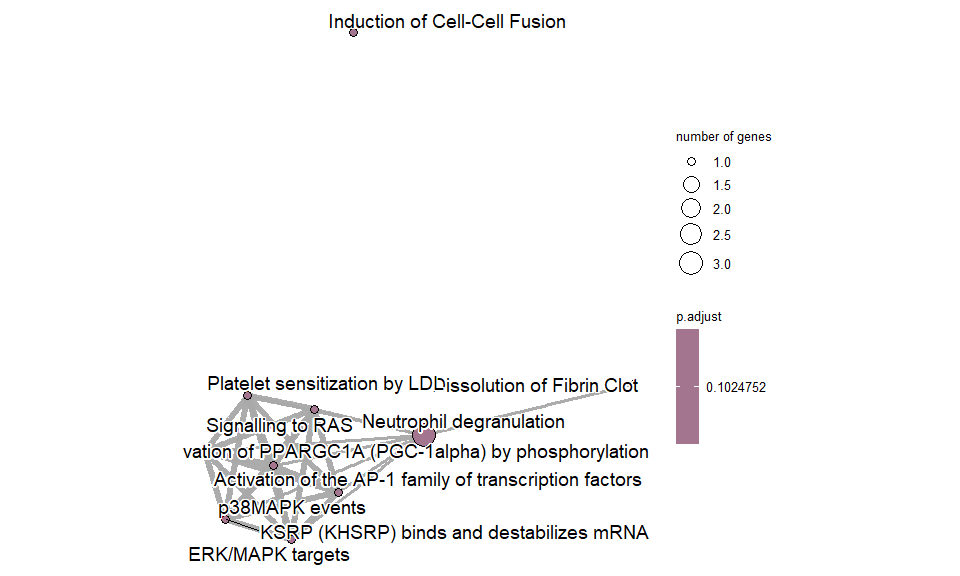 Induction of Cell-Cell Fusion
number of genes
1.0
1.5
2.0
2.5
3.0
p.adjust
0.1024752
Platelet sensitization by LDL
Dissolution of Fibrin Clot
Signalling to RAS
Neutrophil degranulation
vation of PPARGC1A (PGC-1alpha) by phosphorylation
Activation of the AP-1 family of transcription factors
p38MAPK events
KSRP (KHSRP) binds and destabilizes mRNA
ERK/MAPK targets